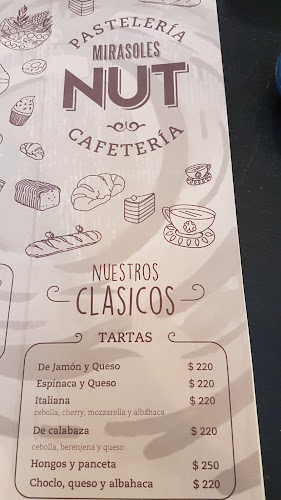 PASTELERÍA
MIRASOLES
NUT
CAFETERÍA
NUESTROS
CLASICOS
TARTAS
De Jamón y Queso $ 220
Espinaca y Queso $ 220
Italiana $ 220
cebolla, cherry, mozzarella y albahaca
De calabaza $ 220
cebolla, berenjena y queso
Hongos y panceta $ 250
Choclo, queso y albahaca $ 220